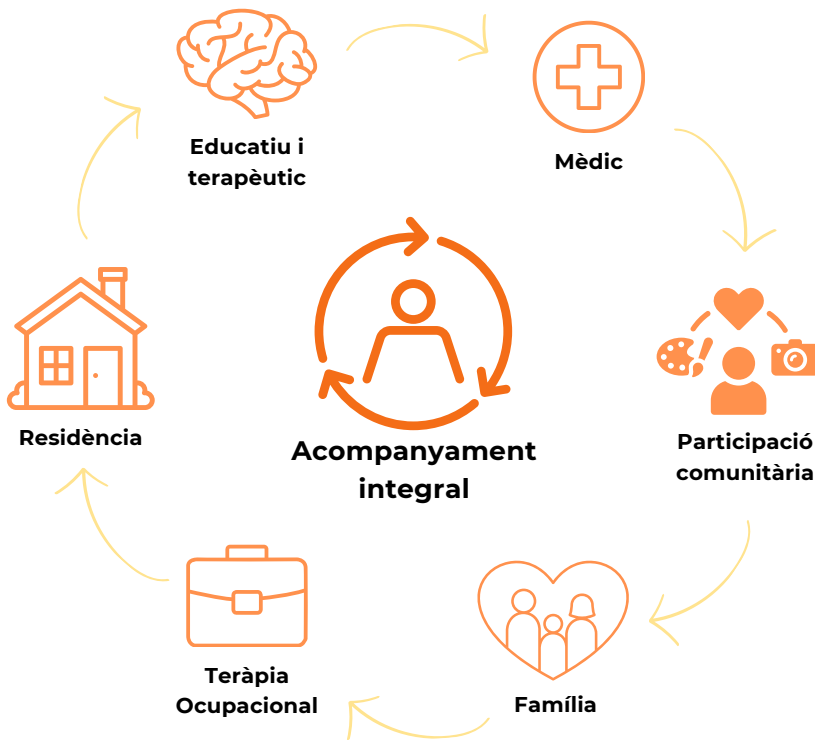 Educatiu i
terapèutic
Mèdic
Residència
Acompanyament
integral
Participació
comunitària
Teràpia
Ocupacional
Família